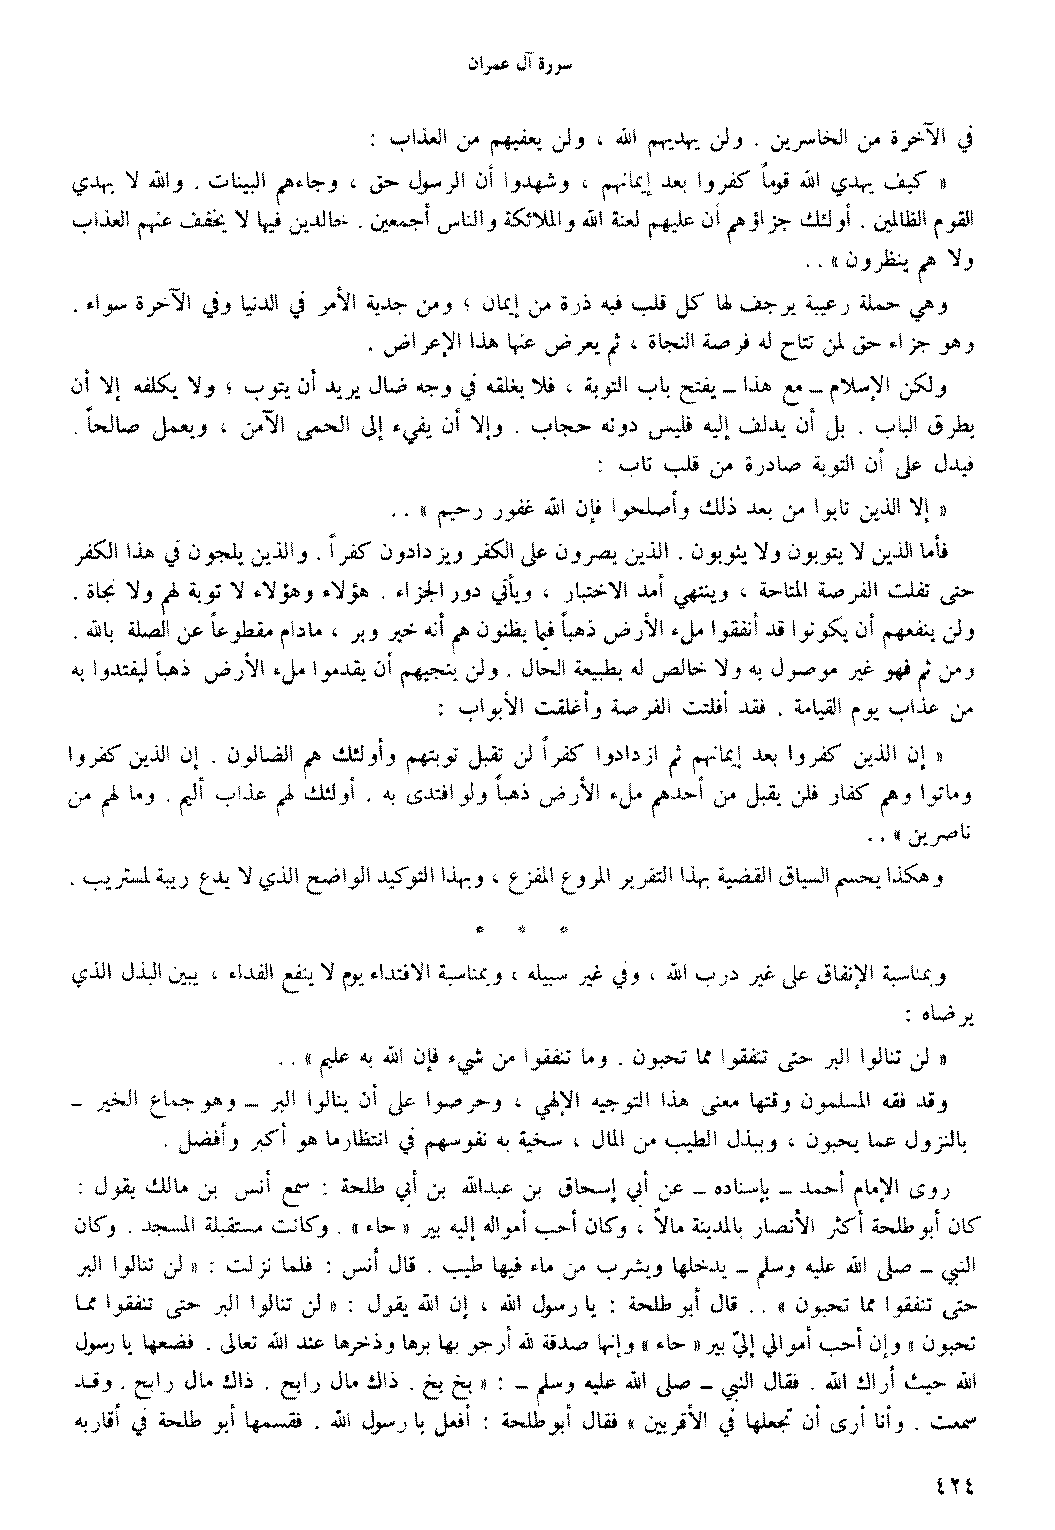 سورة آل عمران
في الآخرة من الخاسرين . ولن يهديهم الله ، ولن يعفيهم من العذاب :
« كيف يهدي الله قوماً كفروا بعد إيمانهم ، وشهدوا أن الرسول حق ، وجاءهم البينات . والله لا يهدي
القوم الظالمين . أولئك جزاؤهم أن عليهم لعنة الله والملائكة والناس أجمعين . خالدين فيها لا يخفف عنهم العذاب
ولا هم ينظرون » . .
وهي حملة رعيبة يرجف لها كل قلب فيه ذرة من إيمان ؛ ومن جدية الأمر في الدنيا وفي الآخرة سواء .
وهو جزاء حق لمن تتاح له فرصة النجاة ، ثم يعرض عنها هذا الإعراض .
ولكن الإسلام – مع هذا – يفتح باب التوبة ، فلا يغلقه في وجه ضال يريد أن يتوب ؛ ولا يكلفه إلا أن
يطرق الباب . بل أن يدلف إليه فليس دونه حجاب . وإلا أن يفيء إلى الحمى الآمن ، ويعمل صالحاً .
فيدل على أن التوبة صادرة من قلب تاب :
« إلا الذين تابوا من بعد ذلك وأصلحوا فإن الله غفور رحيم » . .
فأما الذين لا يتوبون ولا يثوبون . الذين يصرون على الكفر ويزدادون كفراً . والذين يلجون في هذا الكفر
حتى تفلت الفرصة المتاحة ، وينتهي أمد الاختبار ، ويأتي دور الجزاء . هؤلاء وهؤلاء لا توبة لهم ولا نجاة .
ولن ينفعهم أن يكونوا قد أنفقوا ملء الأرض ذهباً فيما يظنون هم أنه خير وبر ، مادام مقطوعاً عن الصلة بالله .
ومن ثم فهو غير موصول به ولا خالص له بطبيعة الحال . ولن ينجيهم أن يقدموا ملء الأرض ذهباً ليفتدوا به
من عذاب يوم القيامة . فقد أفلتت الفرصة وأغلقت الأبواب :
« إن الذين كفروا بعد إيمانهم ثم ازدادوا كفراً لن تقبل توبتهم وأولئك هم الضالون . إن الذين كفروا
وماتوا وهم كفار فلن يقبل من أحدهم ملء الأرض ذهباً ولو افتدى به . أولئك لهم عذاب أليم . وما لهم من
ناصرين » . .
وهكذا يحسم السياق القضية بهذا التقرير المروع المفزع ، وبهذا التوكيد الواضح الذي لا يدع ريبة لمستريب .
* * *
وبمناسبة الإنفاق على غير درب الله ، وفي غير سبيله ، وبمناسبة الافتداء يوم لا ينفع الفداء ، يبين البذل الذي
يرضاه :
« لن تنالوا البر حتى تنفقوا مما تحبون . وما تنفقوا من شيء فإن الله به عليم » . .
وقد فقه المسلمون وقتها معنى هذا التوجيه الإلهي ، وحرصوا على أن ينالوا البر – وهو جماع الخير –
بالنزول عما يحبون ، وببذل الطيب من المال ، سخية به نفوسهم في انتظار ما هو أكبر وأفضل .
روى الإمام أحمد – بإسناده – عن أبي إسحاق بن عبدالله بن أبي طلحة : سمع أنس بن مالك يقول :
كان أبو طلحة أكثر الأنصار بالمدينة مالاً ، وكان أحب أمواله إليه بير « حاء » . وكانت مستقبلة المسجد . وكان
النبي – صلى الله عليه وسلم – يدخلها ويشرب من ماء فيها طيب . قال أنس : فلما نزلت : « لن تنالوا البر
حتى تنفقوا مما تحبون » . . قال أبو طلحة : يا رسول الله ، إن الله يقول : « لن تنالوا البر حتى تنفقوا مما
تحبون » وإن أحب أموالي إليّ بير « حاء » وإنها صدقة لله أرجو بها برها وذخرها عند الله تعالى . فضعها يا رسول
الله حيث أراك الله . فقال النبي – صلى الله عليه وسلم – : « بخ بخ . ذاك مال رابح . ذاك مال رابح . وقد
سمعت . وأنا أرى أن تجعلها في الأقربين » فقال أبو طلحة : أفعل يا رسول الله . فقسمها أبو طلحة في أقاربه
٤٢٤